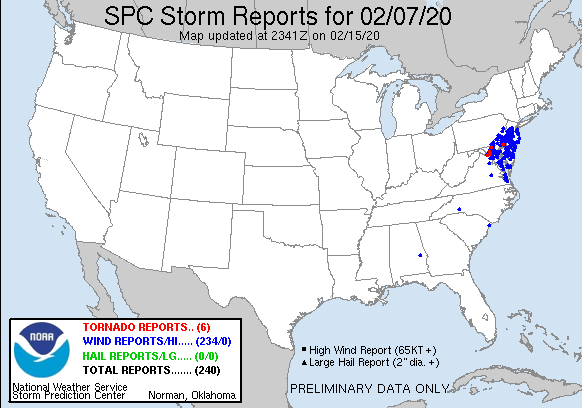 SPC Storm Reports for 02/07/20
Map updated at 2341Z on 02/15/20
TORNADO REPORTS.. (6)
WIND REPORTS/HI..... (234/0)
HAIL REPORTS/LG..... (0/0)
TOTAL REPORTS....... (240)
NOAA
National Weather Service
Storm Prediction Center Norman, Oklahoma
High Wind Report (65KT +)
Large Hail Report (2" dia. +)
PRELIMINARY DATA ONLY